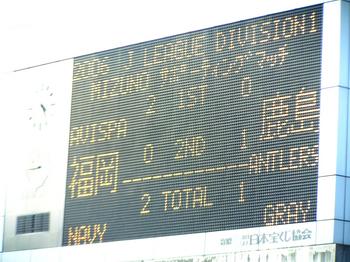 2006 J LEAGUE DIVISION1
MIZUNO サポーティングマッチ
2 1ST 0
AVISPA
福岡 鹿島
0 2ND 1
ANTLERS
2 TOTAL 1
NAVY GRAY
日本宝くじ協会